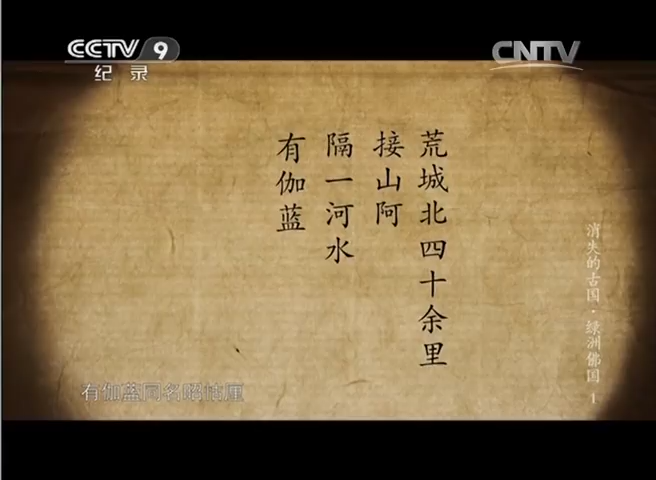 CCTV 9
纪录
CNTV
荒城北四十余里
接山阿
隔一河水
有伽蓝
消失的古国·绿洲佛国 1
有伽蓝同名昭怙厘